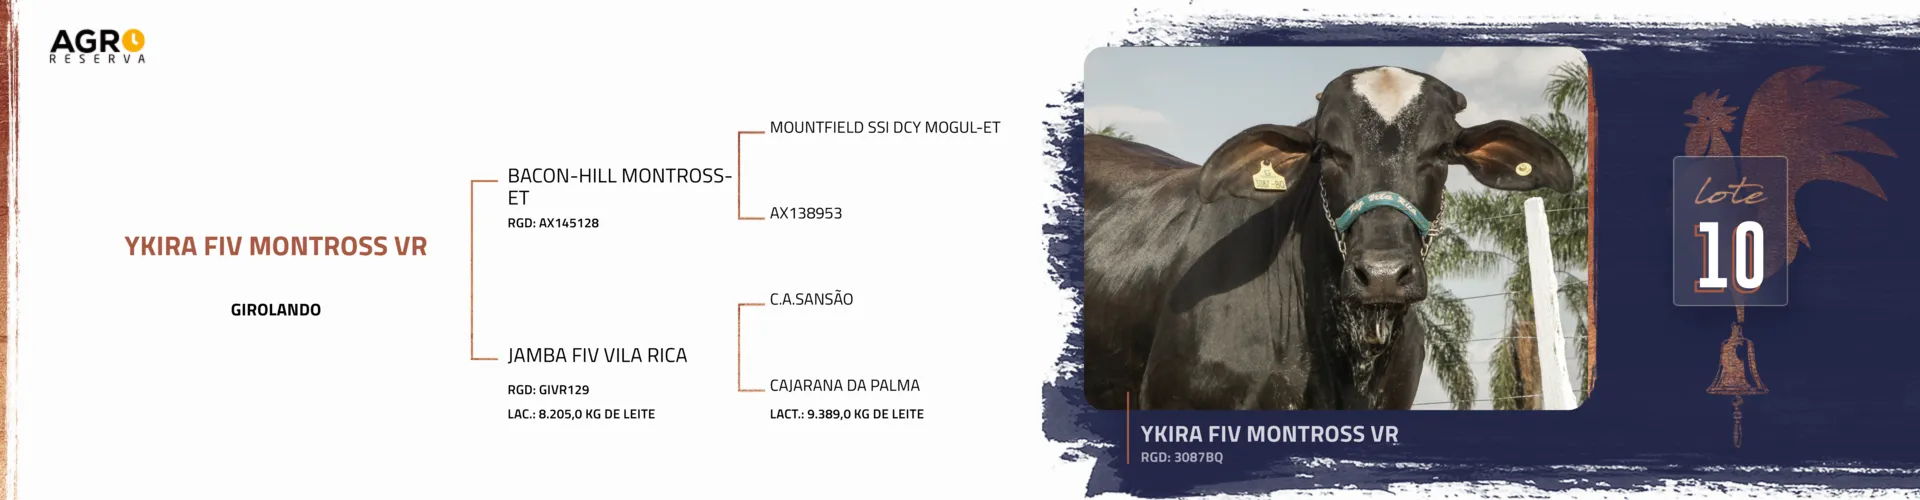 AGRO
RESERVA
YKIRA FIV MONTROSS VR
GIROLANDO
BACON-HILL MONTROSS-
ET
RGD: AX145128
JAMBA FIV VILA RICA
RGD: GIVR129
LAC.: 8.205,0 KG DE LEITE
MOUNTFIELD SSI DCY MOGUL-ET
AX138953
C.A.SANSÃO
CAJARANA DA PALMA
LACT.: 9.389,0 KG DE LEITE
lote
10
YKIRA FIV MONTROSS VR
RGD: 3087BQ